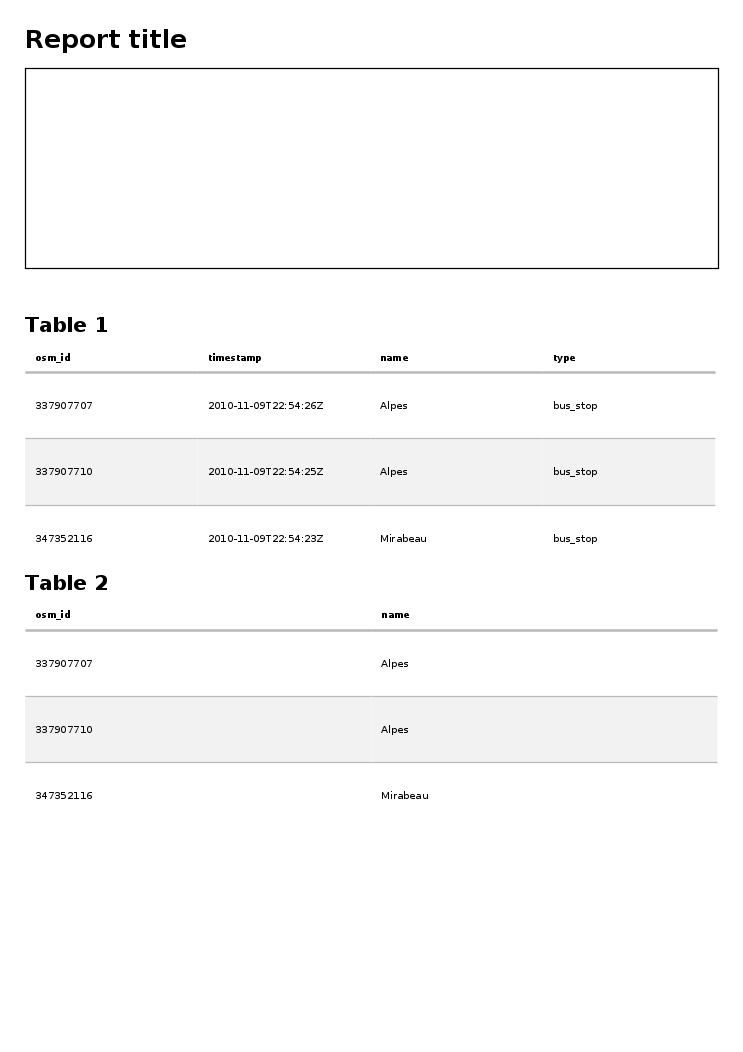 Report title
Table 1
osm_id timestamp name type
337907707 2010-11-09T22:54:26Z Alpes bus_stop
337907710 2010-11-09T22:54:25Z Alpes bus_stop
347352116 2010-11-09T22:54:23Z Mirabeau bus_stop
Table 2
osm_id name
337907707 Alpes
337907710 Alpes
347352116 Mirabeau